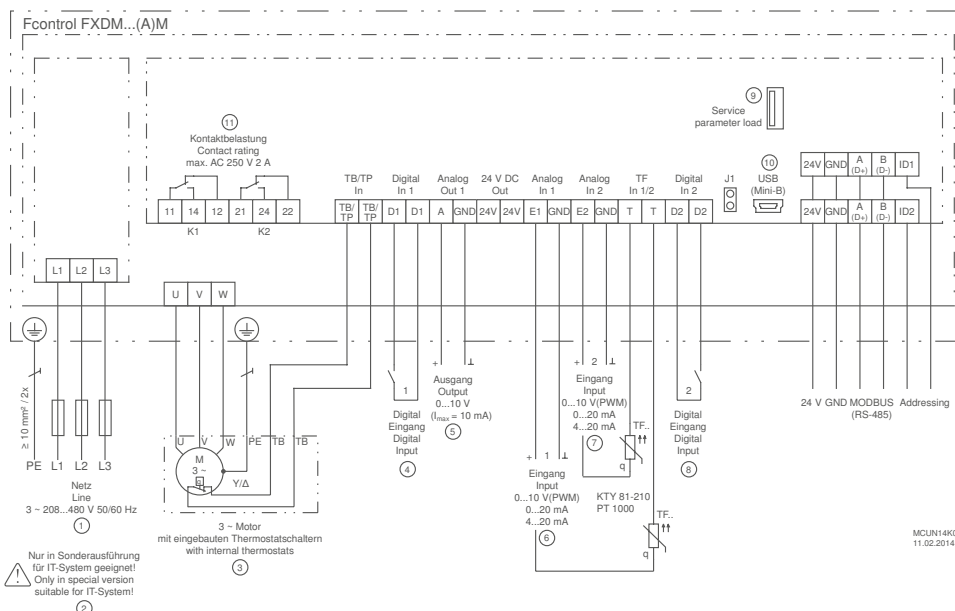 Fcontrol FXDM...(A)M
9
Service
parameter load
11
Kontaktbelastung
Contact rating
max. AC 250 V 2 A
10
USB
(Mini-B)
J1
24V GND A (D+) B (D-) ID1
TB/TP In
Digital In 1
Analog Out 1
24 V DC Out
Analog In 1
Analog In 2
TF In 1/2
Digital In 2
11 14 12 21 24 22
K1 K2
TB/TP TB/TP D1 D1 A GND 24V 24V E1 GND E2 GND T T D2 D2
24V GND A (D+) B (D-) ID2
L1 L2 L3
U V W
≥ 10 mm² / 2x
PE L1 L2 L3
Netz
Line
3 ~ 208...480 V 50/60 Hz
1
Nur in Sonderausführung
für IT-System geeignet!
Only in special version
suitable for IT-System!
2
U V W PE TB TB
M
3 ~
Y/Δ
3 ~ Motor
mit eingebauten Thermostatschaltern
with internal thermostats
3
1
Digital
Eingang
Digital
Input
4
+ ⊥
Ausgang
Output
0...10 V
(Imax = 10 mA)
5
+ 1 ⊥
Eingang
Input
0...10 V(PWM)
0...20 mA
4...20 mA
6
+ 2 ⊥
Eingang
Input
0...10 V(PWM)
0...20 mA
4...20 mA
7
TF..
q
KTY 81-210
PT 1000
TF..
q
2
Digital
Eingang
Digital
Input
8
24 V GND MODBUS Addressing
(RS-485)
MCUN14K0
11.02.2014